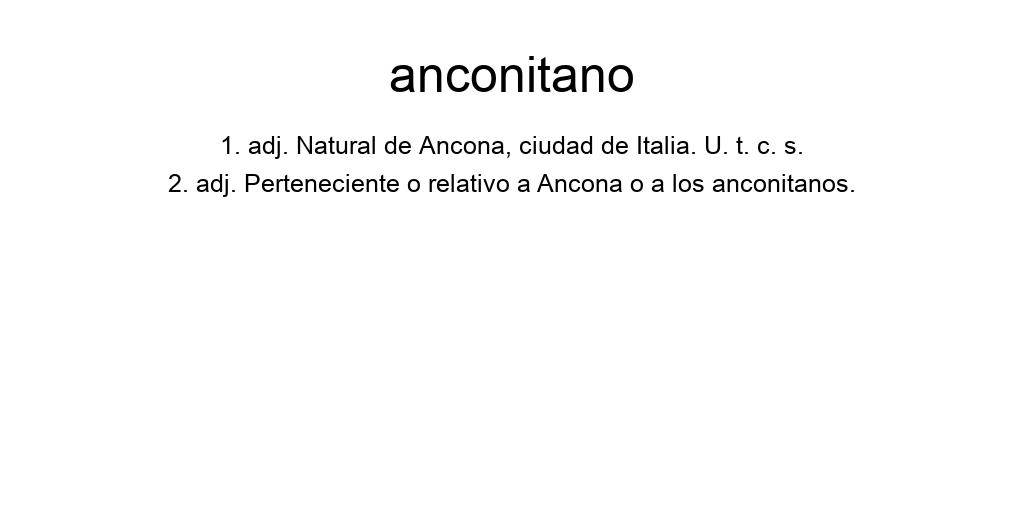 anconitano
1. adj. Natural de Ancona, ciudad de Italia. U. t. c. s.
2. adj. Perteneciente o relativo a Ancona o a los anconitanos.